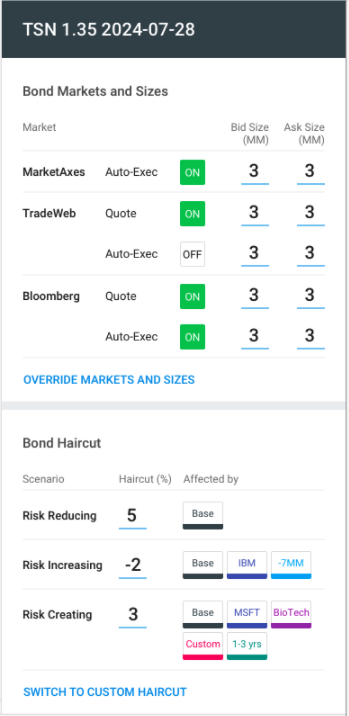 TSN 1.35 2024-07-28
Bond Markets and Sizes
Market Bid Size (MM) Ask Size (MM)
MarketAxes Auto-Exec ON 3 3
TradeWeb Quote ON 3 3
Auto-Exec OFF 3 3
Bloomberg Quote ON 3 3
Auto-Exec ON 3 3
OVERRIDE MARKETS AND SIZES
Bond Haircut
Scenario Haircut (%) Affected by
Risk Reducing 5 Base
Risk Increasing -2 Base IBM -7MM
Risk Creating 3 Base MSFT BioTech
Custom 1-3 yrs
SWITCH TO CUSTOM HAIRCUT